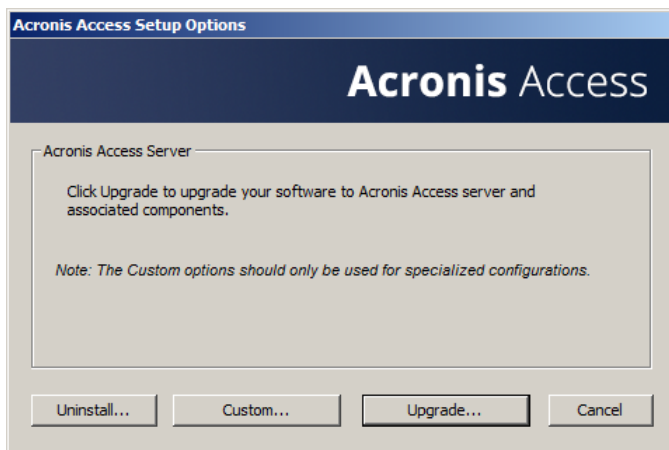 Acronis Access Setup Options
Acronis Access
Acronis Access Server
Click Upgrade to upgrade your software to Acronis Access server and
associated components.
Note: The Custom options should only be used for specialized configurations.
Uninstall... Custom... Upgrade... Cancel